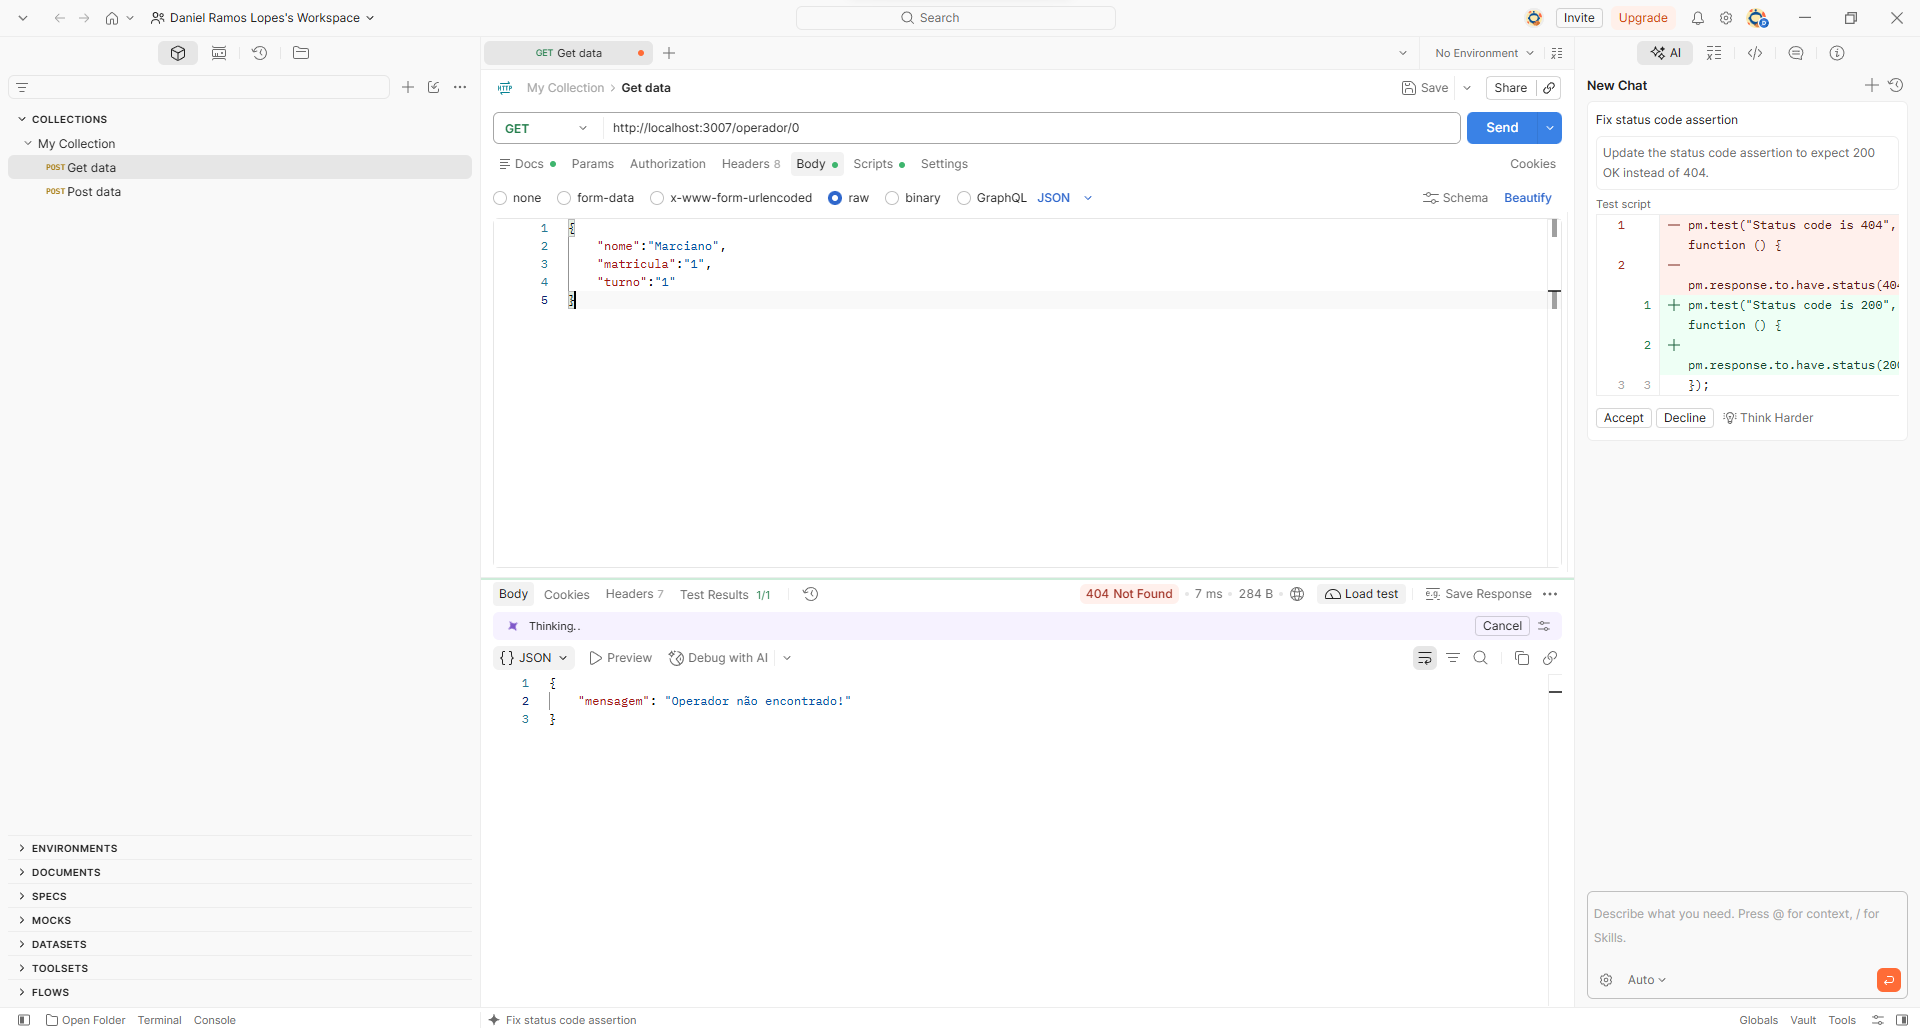 Daniel Ramos Lopes's Workspace
Search
Invite
Upgrade
COLLECTIONS
My Collection
POST Get data
POST Post data
ENVIRONMENTS
DOCUMENTS
SPECS
MOCKS
DATASETS
TOOLSETS
FLOWS
GET Get data
No Environment
HTTP My Collection > Get data
Save
Share
GET
http://localhost:3007/operador/0
Send
Docs
Params
Authorization
Headers 8
Body
Scripts
Settings
Cookies
none
form-data
x-www-form-urlencoded
raw
binary
GraphQL
JSON
Schema
Beautify
1 {
2 "nome":"Marciano",
3 "matricula":"1",
4 "turno":"1"
5 }
Body
Cookies
Headers 7
Test Results 1/1
404 Not Found
7 ms
284 B
Load test
e.g. Save Response
Thinking..
Cancel
{} JSON
Preview
Debug with AI
1 {
2 "mensagem": "Operador não encontrado!"
3 }
AI
New Chat
Fix status code assertion
Update the status code assertion to expect 200
OK instead of 404.
Test script
1 — pm.test("Status code is 404",
function () {
2 —
pm.response.to.have.status(404
1 + pm.test("Status code is 200",
function () {
2 +
pm.response.to.have.status(200
3 3 });
Accept
Decline
Think Harder
Describe what you need. Press @ for context, / for
Skills.
Auto
Open Folder
Terminal
Console
Fix status code assertion
Globals
Vault
Tools